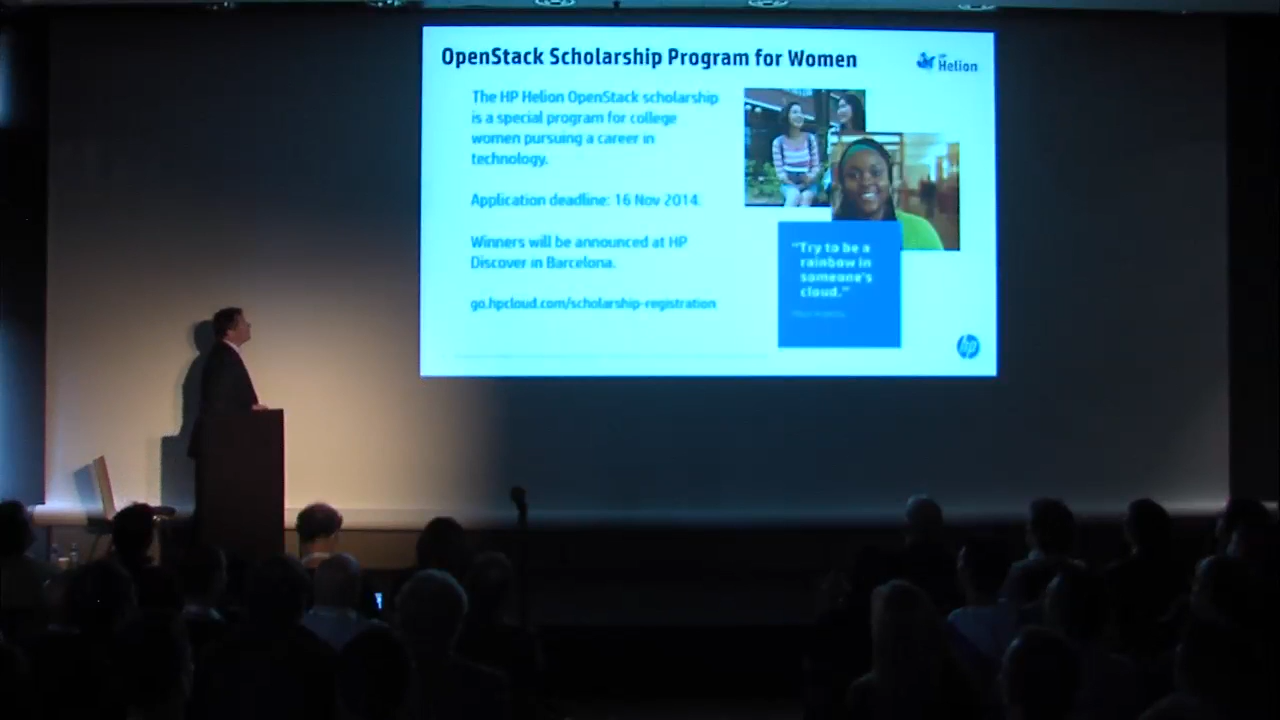 OpenStack Scholarship Program for Women
Helion
The HP Helion OpenStack scholarship
is a special program for college
women pursuing a career in
technology.
Application deadline: 16 Nov 2014.
Winners will be announced at HP
Discover in Barcelona.
go.hpcloud.com/scholarship-registration
"Try to be a
rainbow in
someone's
cloud."
hp